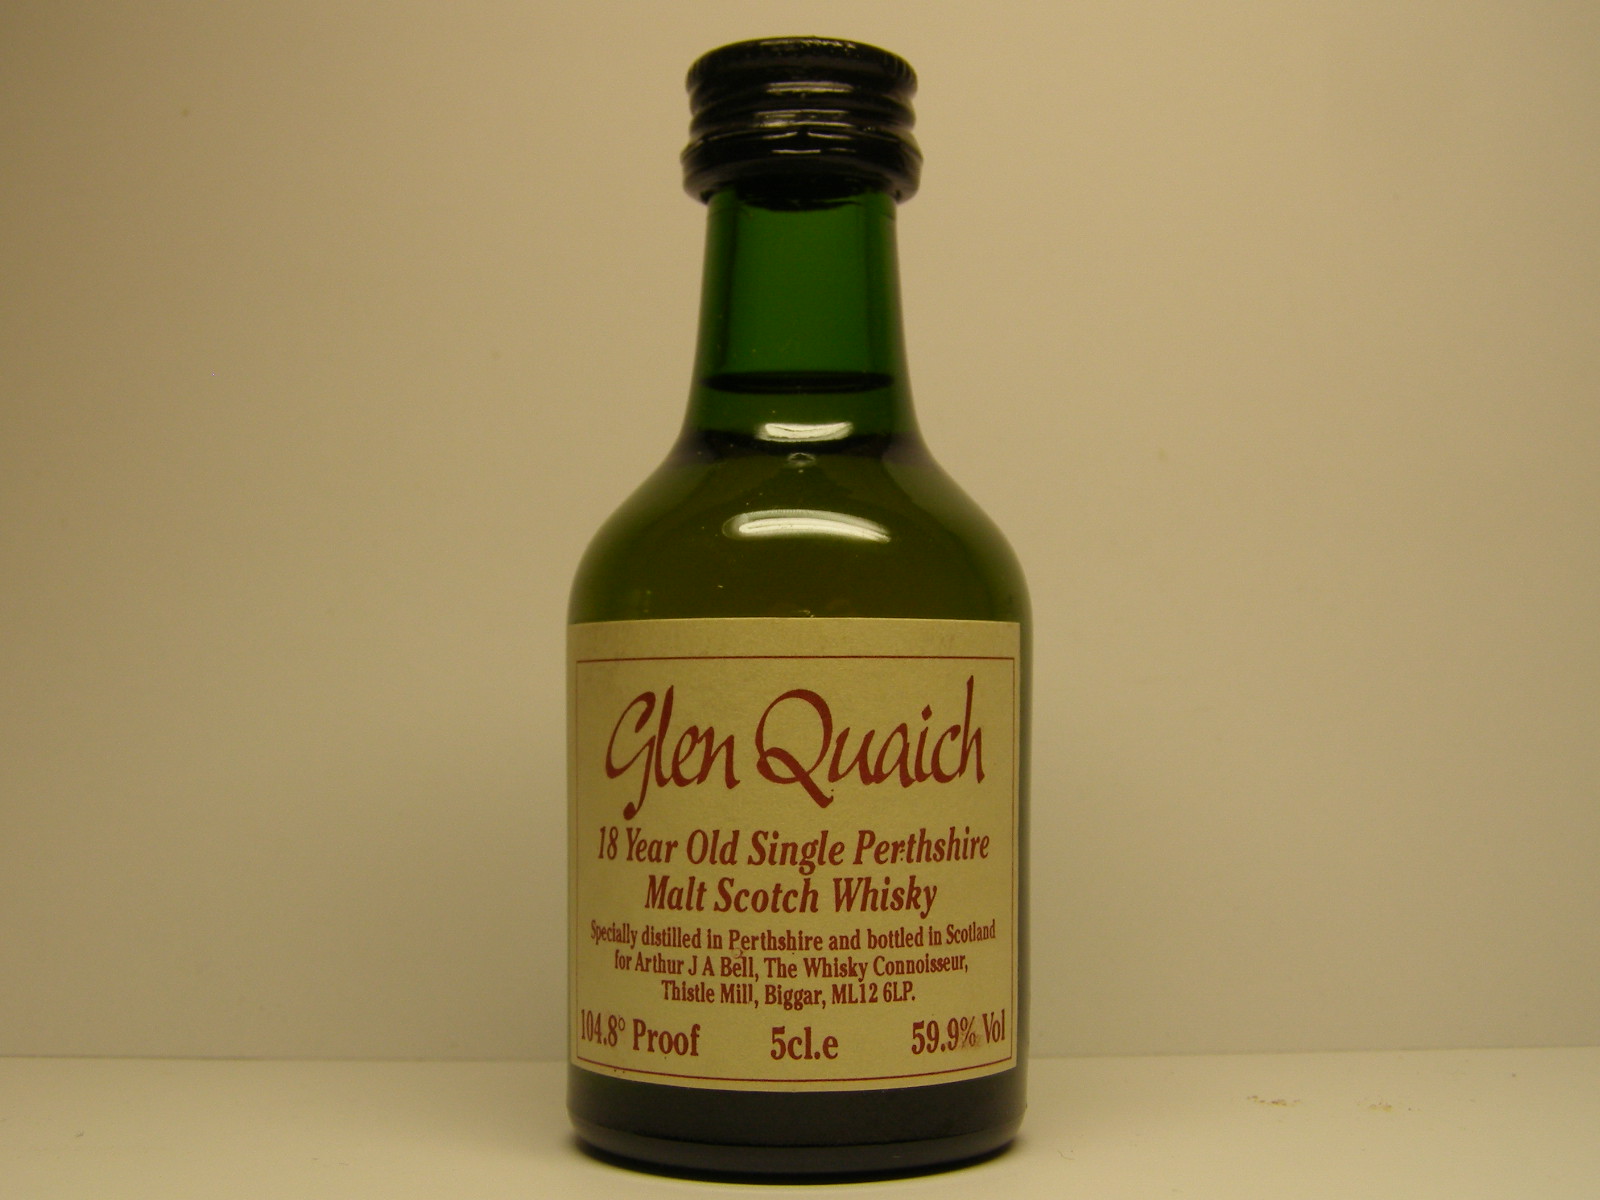 Glen Quaich
18 Year Old Single Perthshire
Malt Scotch Whisky
Specially distilled in Perthshire and bottled in Scotland
for Arthur J A Bell, The Whisky Connoisseur,
Thistle Mill, Biggar, ML12 6LP.
104.8° Proof 5cl.e 59.9% Vol